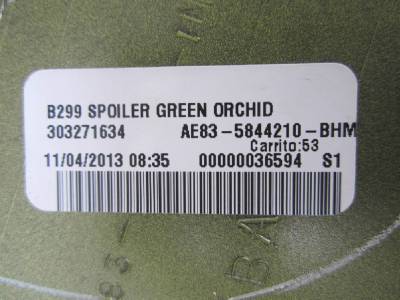 B299 SPOILER GREEN ORCHID
303271634 AE83-5844210-BHM
Carrito:53
11/04/2013 08:35 00000036594 S1